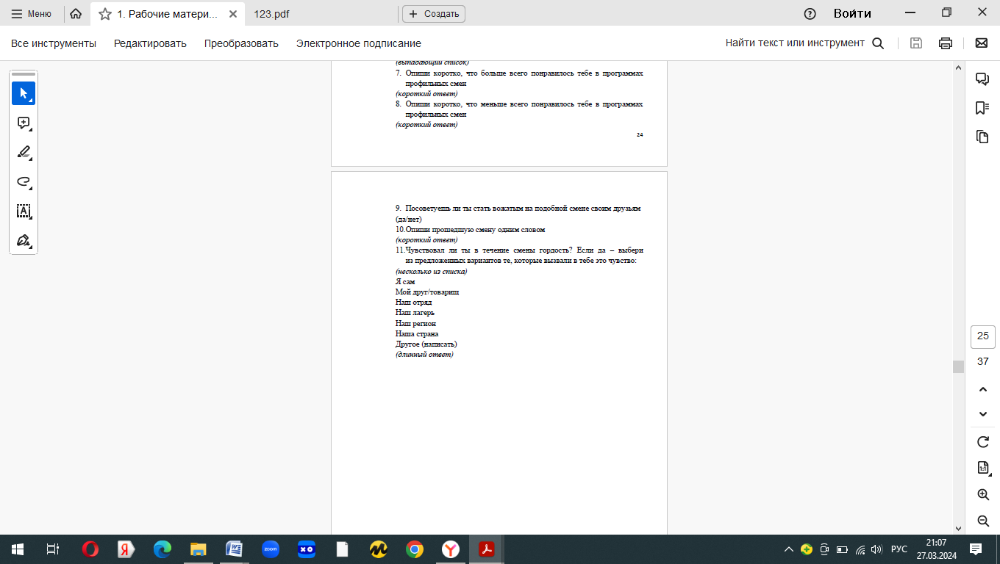 Меню
1. Рабочие матери...
123.pdf
Создать
Войти
Все инструменты
Редактировать
Преобразовать
Электронное подписание
Найти текст или инструмент
(выпадающий список)
7. Опиши коротко, что больше всего понравилось тебе в программах
профильных смен
(короткий ответ)
8. Опиши коротко, что меньше всего понравилось тебе в программах
профильных смен
(короткий ответ)
24
9. Посоветуешь ли ты стать вожатым на подобной смене своим друзьям
(да/нет)
10.Опиши прошедшую смену одним словом
(короткий ответ)
11.Чувствовал ли ты в течение смены гордость? Если да – выбери
из предложенных вариантов те, которые вызвали в тебе это чувство:
(несколько из списка)
Я сам
Мой друг/товарищ
Наш отряд
Наш лагерь
Наш регион
Наша страна
Другое (написать)
(длинный ответ)
25
37
1:1
zoom
XO
РУС
21:07
27.03.2024